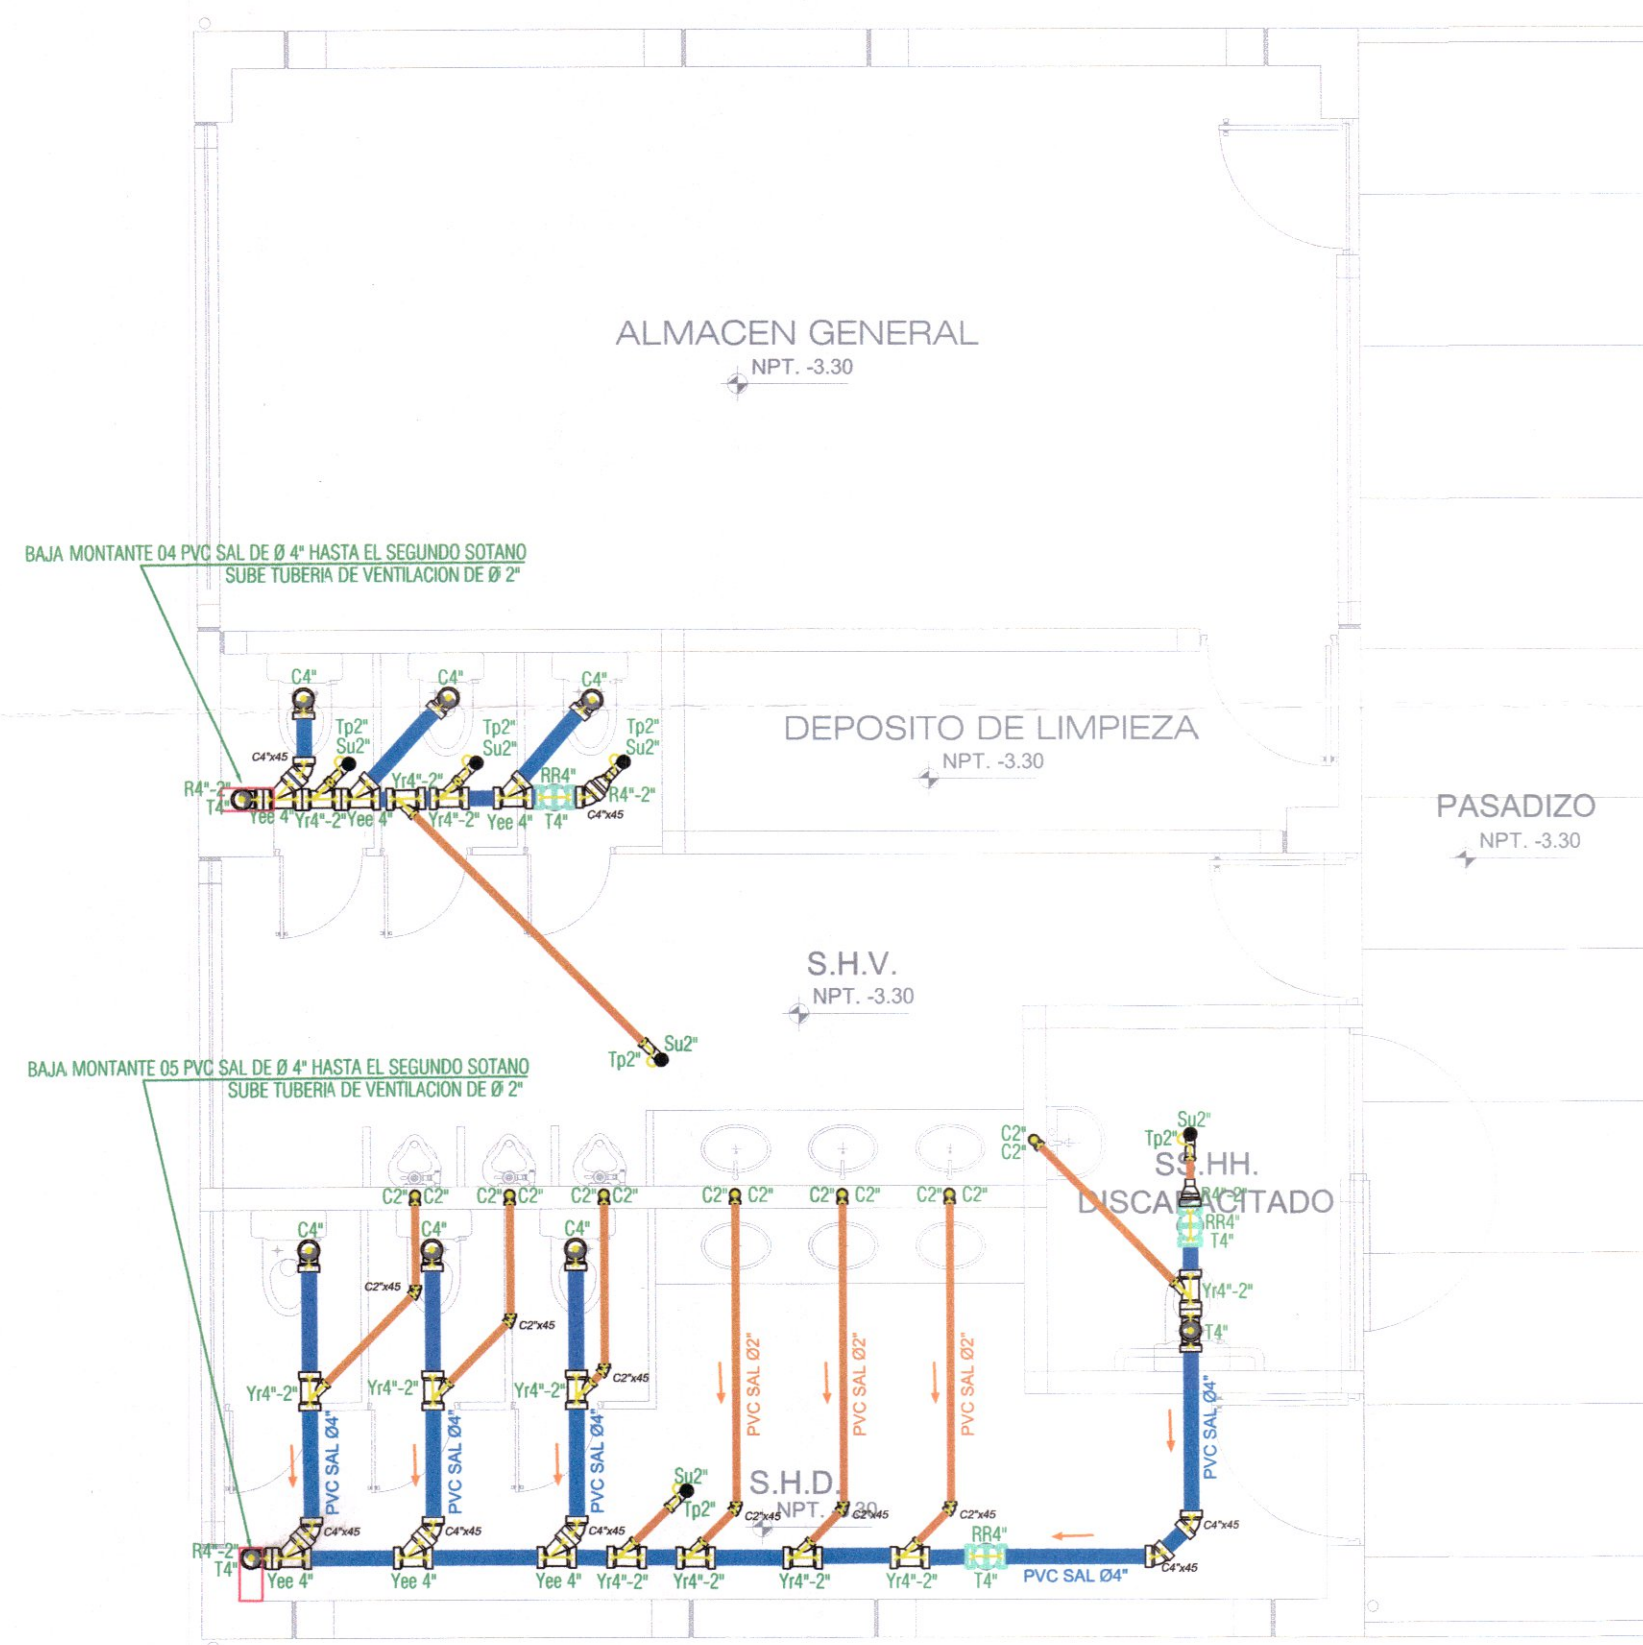 ALMACEN GENERAL
NPT. -3.30
BAJA MONTANTE 04 PVC SAL DE Ø 4" HASTA EL SEGUNDO SOTANO
SUBE TUBERIA DE VENTILACION DE Ø 2"
C4"
C4"
C4"
Tp2"
Su2"
Tp2"
Su2"
Tp2"
Su2"
C4"x45
R4"-2"
T4"
Yee 4"
Yr4"-2"
Yee 4"
Yr4"-2"
Yr4"-2"
Yee 4"
RR4"
T4"
R4"-2"
C4"x45
DEPOSITO DE LIMPIEZA
NPT. -3.30
PASADIZO
NPT. -3.30
S.H.V.
NPT. -3.30
Su2"
Tp2"
BAJA MONTANTE 05 PVC SAL DE Ø 4" HASTA EL SEGUNDO SOTANO
SUBE TUBERIA DE VENTILACION DE Ø 2"
C2"
C2"
Su2"
Tp2"
SS.HH.
DISCAPACITADO
R4"-2"
RR4"
T4"
Yr4"-2"
T4"
C2" C2"
C2" C2"
C2" C2"
C2" C2"
C2" C2"
C2" C2"
C4"
C4"
C4"
C2"x45
C2"x45
C2"x45
Yr4"-2"
Yr4"-2"
Yr4"-2"
PVC SAL Ø4"
PVC SAL Ø4"
PVC SAL Ø4"
PVC SAL Ø2"
PVC SAL Ø2"
PVC SAL Ø2"
PVC SAL Ø4"
S.H.D.
NPT. -3.30
Su2"
Tp2"
C2"x45
C2"x45
C2"x45
C4"x45
C4"x45
C4"x45
C4"x45
C4"x45
R4"-2"
T4"
Yee 4"
Yee 4"
Yee 4"
Yr4"-2"
Yr4"-2"
Yr4"-2"
Yr4"-2"
RR4"
T4"
PVC SAL Ø4"